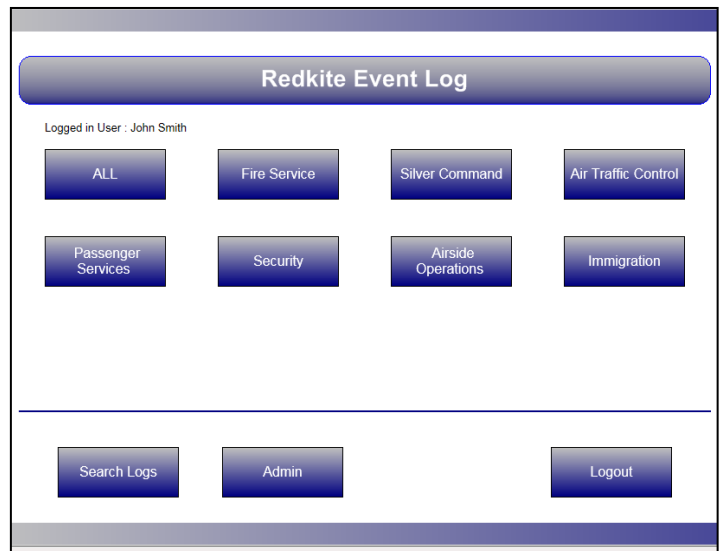 Redkite Event Log
Logged in User : John Smith
ALL
Fire Service
Silver Command
Air Traffic Control
Passenger
Services
Security
Airside
Operations
Immigration
Search Logs
Admin
Logout